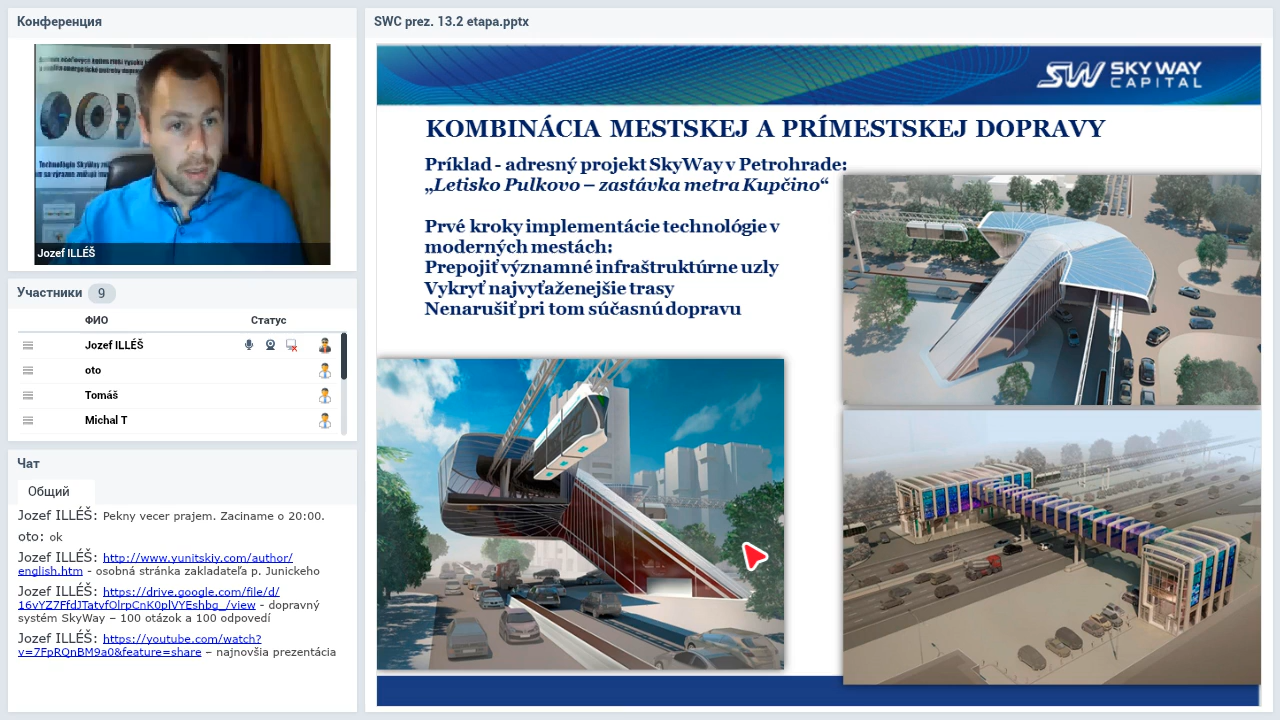 Конференция
Jozef ILLÉŠ
Участники 9
ФИО Статус
Jozef ILLÉŠ
oto
Tomáš
Michal T
Чат
Общий
Jozef ILLÉŠ: Pekny vecer prajem. Zaciname o 20:00.
oto: ok
Jozef ILLÉŠ: http://www.yunitskiy.com/author/
english.htm - osobná stránka zakladateľa p. Junickeho
Jozef ILLÉŠ: https://drive.google.com/file/d/
16vYZ7FfdJTatvfOlrpCnK0plVYEshbg_/view - dopravný
systém SkyWay – 100 otázok a 100 odpovedí
Jozef ILLÉŠ: https://youtube.com/watch?
v=7FpRQnBM9a0&feature=share – najnovšia prezentácia
SWC prez. 13.2 etapa.pptx
SW SKY WAY
CAPITAL
KOMBINÁCIA MESTSKEJ A PRÍMESTSKEJ DOPRAVY
Príklad - adresný projekt SkyWay v Petrohrade:
„Letisko Pulkovo – zastávka metra Kupčino“
Prvé kroky implementácie technológie v
moderných mestách:
Prepojiť významné infraštruktúrne uzly
Vykryť najvyťaženejšie trasy
Nenarušiť pri tom súčasnú dopravu